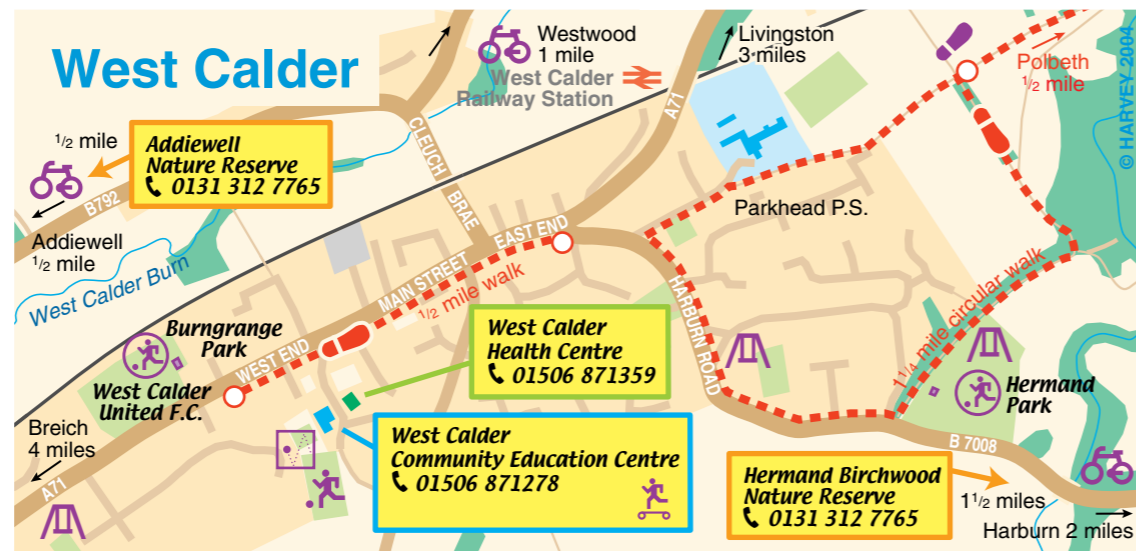 West Calder
Westwood
1 mile
West Calder
Railway Station
Livingston
3 miles
A71
Polbeth
1/2 mile
© HARVEY 2004
1/2 mile
Addiewell
Nature Reserve
0131 312 7765
B792
Addiewell
1/2 mile
West Calder Burn
CLEUCH
BRAE
Parkhead P.S.
EAST END
MAIN STREET
WEST END
1/2 mile walk
HARBURN ROAD
1 1/4 mile circular walk
Burngrange
Park
West Calder
United F.C.
West Calder
Health Centre
01506 871359
Breich
4 miles
A71
West Calder
Community Education Centre
01506 871278
Hermand
Park
B 7008
Hermand Birchwood
Nature Reserve
0131 312 7765
1 1/2 miles
Harburn 2 miles